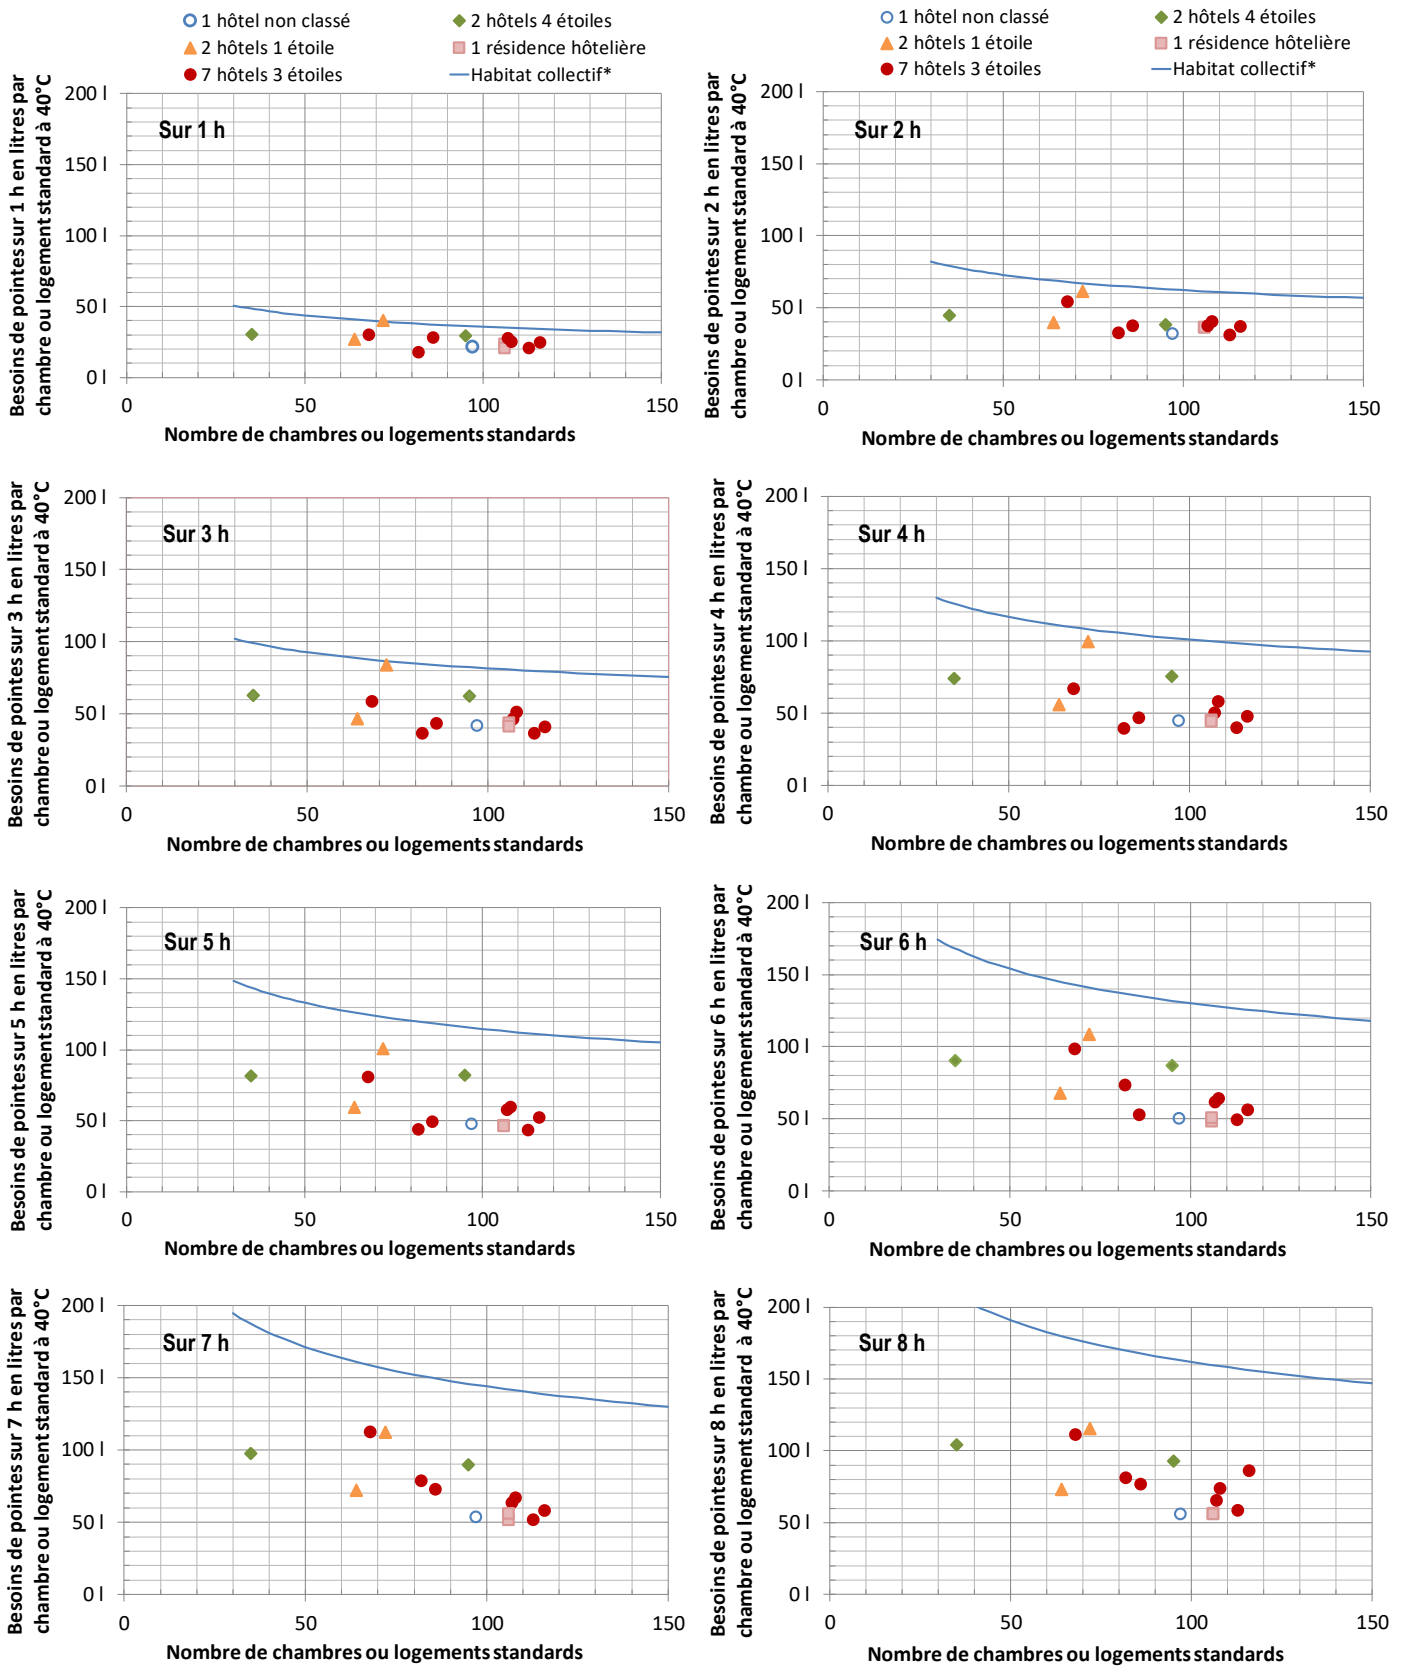 1 hôtel non classé
2 hôtels 4 étoiles
2 hôtels 1 étoile
1 résidence hôtelière
7 hôtels 3 étoiles
Habitat collectif*
Besoins de pointes sur 1 h en litres par
chambre ou logement standard à 40°C
200 l
150 l
100 l
50 l
0 l
Sur 1 h
0
50
100
150
Nombre de chambres ou logements standards
1 hôtel non classé
2 hôtels 4 étoiles
2 hôtels 1 étoile
1 résidence hôtelière
7 hôtels 3 étoiles
Habitat collectif*
Besoins de pointes sur 2 h en litres par
chambre ou logement standard à 40°C
200 l
150 l
100 l
50 l
0 l
Sur 2 h
0
50
100
150
Nombre de chambres ou logements standards
Besoins de pointes sur 3 h en litres par
chambre ou logement standard à 40°C
200 l
150 l
100 l
50 l
0 l
Sur 3 h
0
50
100
150
Nombre de chambres ou logements standards
Besoins de pointes sur 4 h en litres par
chambre ou logement standard à 40°C
200 l
150 l
100 l
50 l
0 l
Sur 4 h
0
50
100
150
Nombre de chambres ou logements standards
Besoins de pointes sur 5 h en litres par
chambre ou logement standard à 40°C
200 l
150 l
100 l
50 l
0 l
Sur 5 h
0
50
100
150
Nombre de chambres ou logements standards
Besoins de pointes sur 6 h en litres par
chambre ou logement standard à 40°C
200 l
150 l
100 l
50 l
0 l
Sur 6 h
0
50
100
150
Nombre de chambres ou logements standards
Besoins de pointes sur 7 h en litres par
chambre ou logement standard à 40°C
200 l
150 l
100 l
50 l
0 l
Sur 7 h
0
50
100
150
Nombre de chambres ou logements standards
Besoins de pointes sur 8 h en litres par
chambre ou logement standard à 40°C
200 l
150 l
100 l
50 l
0 l
Sur 8 h
0
50
100
150
Nombre de chambres ou logements standards